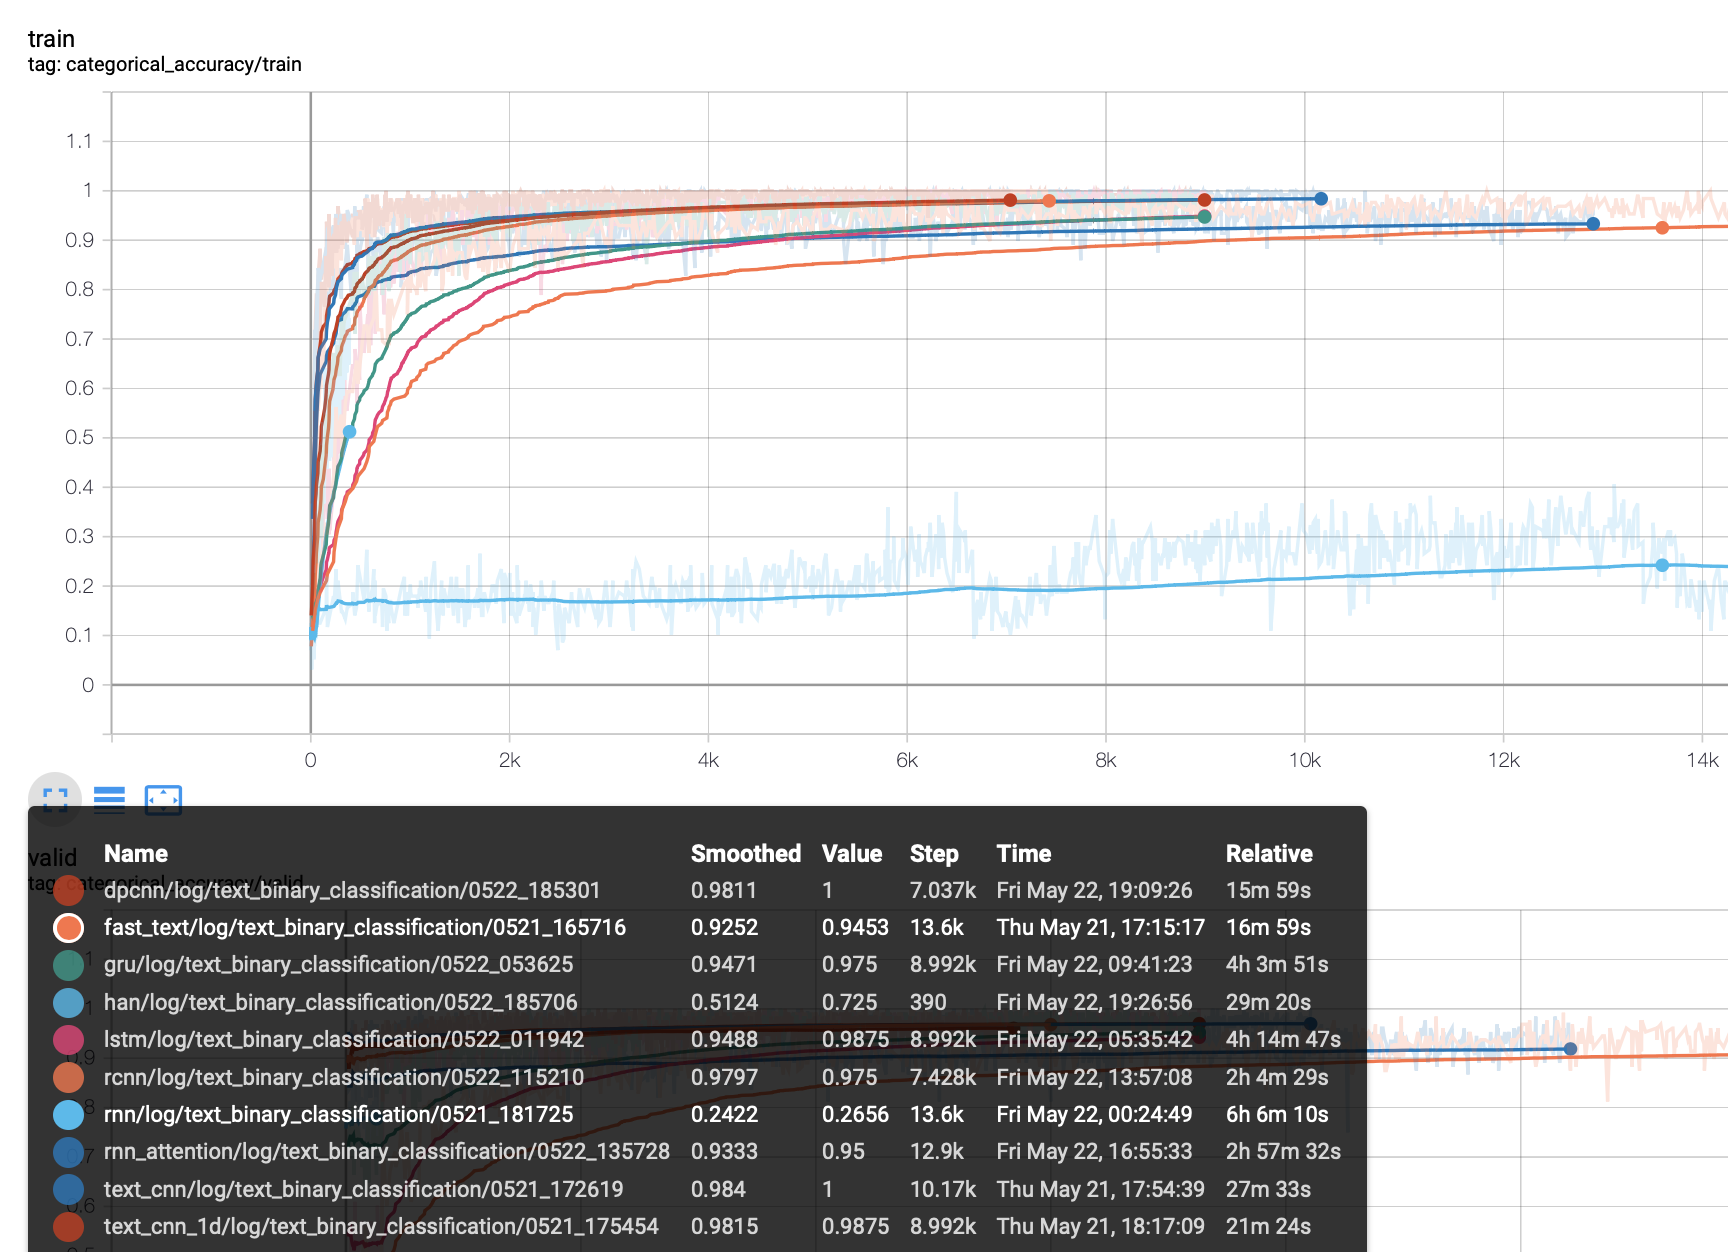 train
tag: categorical_accuracy/train
1.1
1
0.9
0.8
0.7
0.6
0.5
0.4
0.3
0.2
0.1
0
0 2k 4k 6k 8k 10k 12k 14k
valid
tag: categorical_accuracy/valid
Name Smoothed Value Step Time Relative
dpcnn/log/text_binary_classification/0522_185301 0.9811 1 7.037k Fri May 22, 19:09:26 15m 59s
fast_text/log/text_binary_classification/0521_165716 0.9252 0.9453 13.6k Thu May 21, 17:15:17 16m 59s
gru/log/text_binary_classification/0522_053625 0.9471 0.975 8.992k Fri May 22, 09:41:23 4h 3m 51s
han/log/text_binary_classification/0522_185706 0.5124 0.725 390 Fri May 22, 19:26:56 29m 20s
lstm/log/text_binary_classification/0522_011942 0.9488 0.9875 8.992k Fri May 22, 05:35:42 4h 14m 47s
rcnn/log/text_binary_classification/0522_115210 0.9797 0.975 7.428k Fri May 22, 13:57:08 2h 4m 29s
rnn/log/text_binary_classification/0521_181725 0.2422 0.2656 13.6k Fri May 22, 00:24:49 6h 6m 10s
rnn_attention/log/text_binary_classification/0522_135728 0.9333 0.95 12.9k Fri May 22, 16:55:33 2h 57m 32s
text_cnn/log/text_binary_classification/0521_172619 0.984 1 10.17k Thu May 21, 17:54:39 27m 33s
text_cnn_1d/log/text_binary_classification/0521_175454 0.9815 0.9875 8.992k Thu May 21, 18:17:09 21m 24s